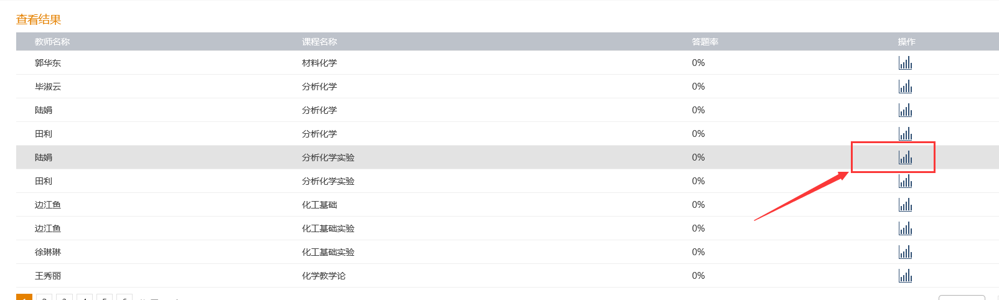 查看结果
教师名称 课程名称 答题率 操作
郭华东 材料化学 0%
毕淑云 分析化学 0%
陆娟 分析化学 0%
田利 分析化学 0%
陆娟 分析化学实验 0%
田利 分析化学实验 0%
边江鱼 化工基础 0%
边江鱼 化工基础实验 0%
徐琳琳 化工基础实验 0%
王秀丽 化学教学论 0%